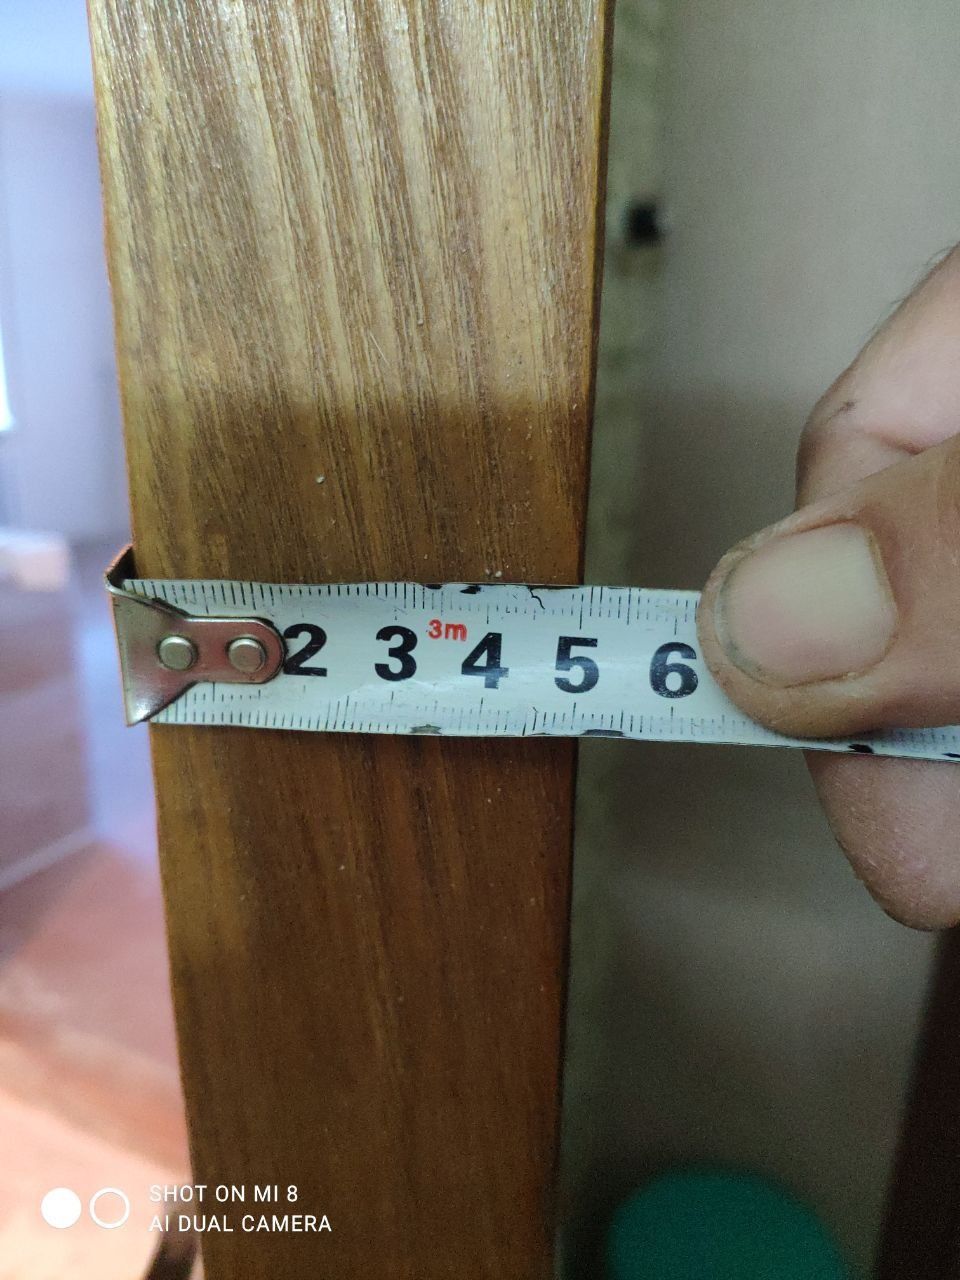 2 3 3m 4 5 6
SHOT ON MI 8
AI DUAL CAMERA